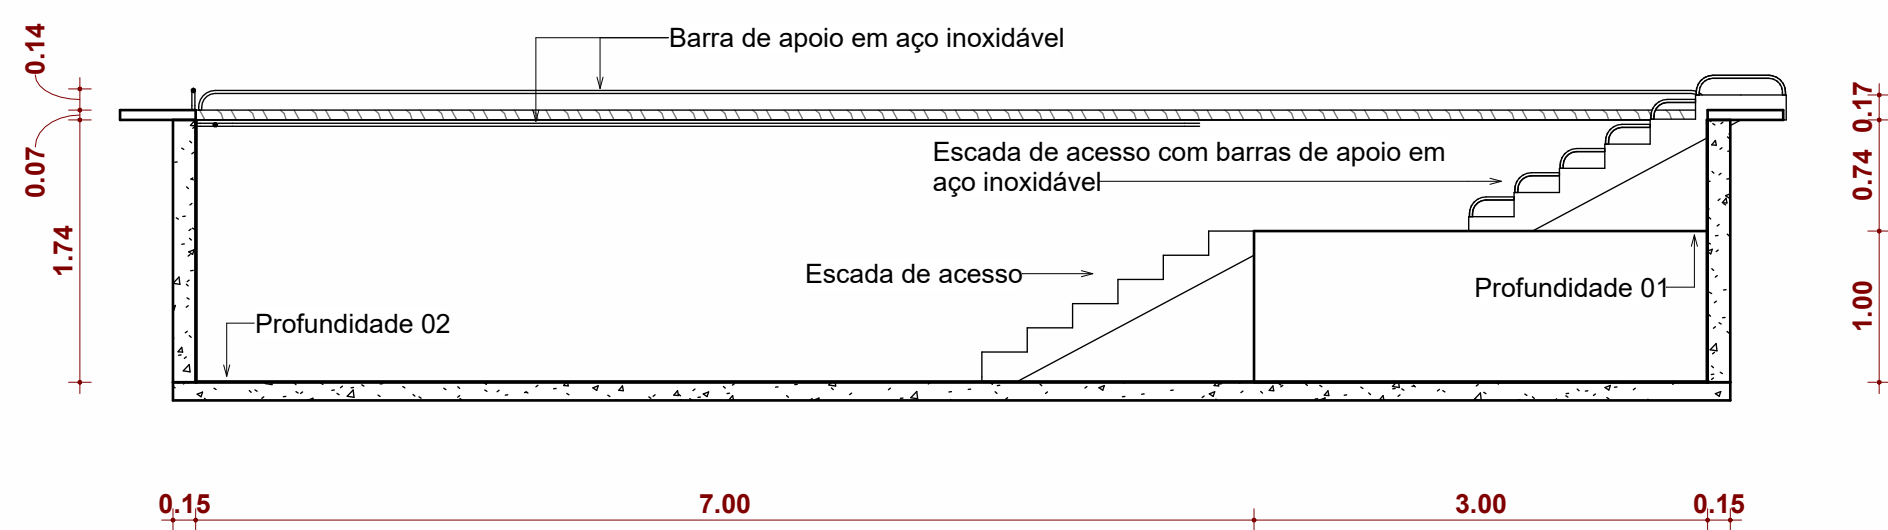 0.14
Barra de apoio em aço inoxidável
0.17
0.07
Escada de acesso com barras de apoio em
aço inoxidável
0.74
1.74
Escada de acesso
Profundidade 01
1.00
Profundidade 02
0.15
7.00
3.00
0.15